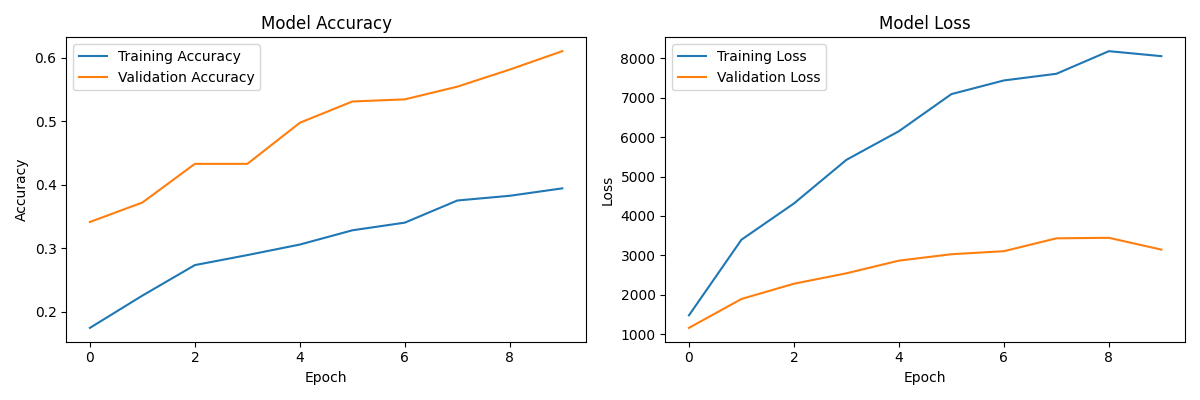 Model Accuracy
Training Accuracy
Validation Accuracy
0.6
0.5
0.4
0.3
0.2
Accuracy
0 2 4 6 8
Epoch
Model Loss
Training Loss
Validation Loss
8000
7000
6000
5000
4000
3000
2000
1000
Loss
0 2 4 6 8
Epoch